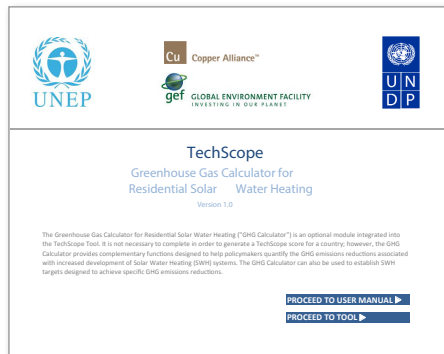 UNEP
Cu Copper Alliance™
gef GLOBAL ENVIRONMENT FACILITY
INVESTING IN OUR PLANET
U N
D P
TechScope
Greenhouse Gas Calculator for
Residential Solar Water Heating
Version 1.0
The Greenhouse Gas Calculator for Residential Solar Water Heating ("GHG Calculator") is an optional module integrated into
the TechScope Tool. It is not necessary to complete in order to generate a TechScope score for a country; however, the GHG
Calculator provides complementary functions designed to help policymakers quantify the GHG emissions reductions associated
with increased development of Solar Water Heating (SWH) systems. The GHG Calculator can also be used to establish SWH
targets designed to achieve specific GHG emissions reductions.
PROCEED TO USER MANUAL
PROCEED TO TOOL